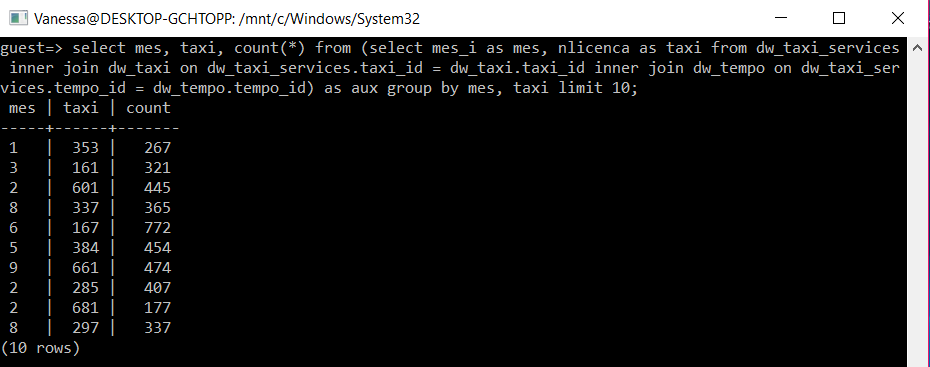 Vanessa@DESKTOP-GCHTOPP: /mnt/c/Windows/System32
guest=> select mes, taxi, count(*) from (select mes_i as mes, nlicenca as taxi from dw_taxi_services
 inner join dw_taxi on dw_taxi_services.taxi_id = dw_taxi.taxi_id inner join dw_tempo on dw_taxi_ser
vices.tempo_id = dw_tempo.tempo_id) as aux group by mes, taxi limit 10;
 mes | taxi | count
-----+------+-------
 1   |  353 |   267
 3   |  161 |   321
 2   |  601 |   445
 8   |  337 |   365
 6   |  167 |   772
 5   |  384 |   454
 9   |  661 |   474
 2   |  285 |   407
 2   |  681 |   177
 8   |  297 |   337
(10 rows)